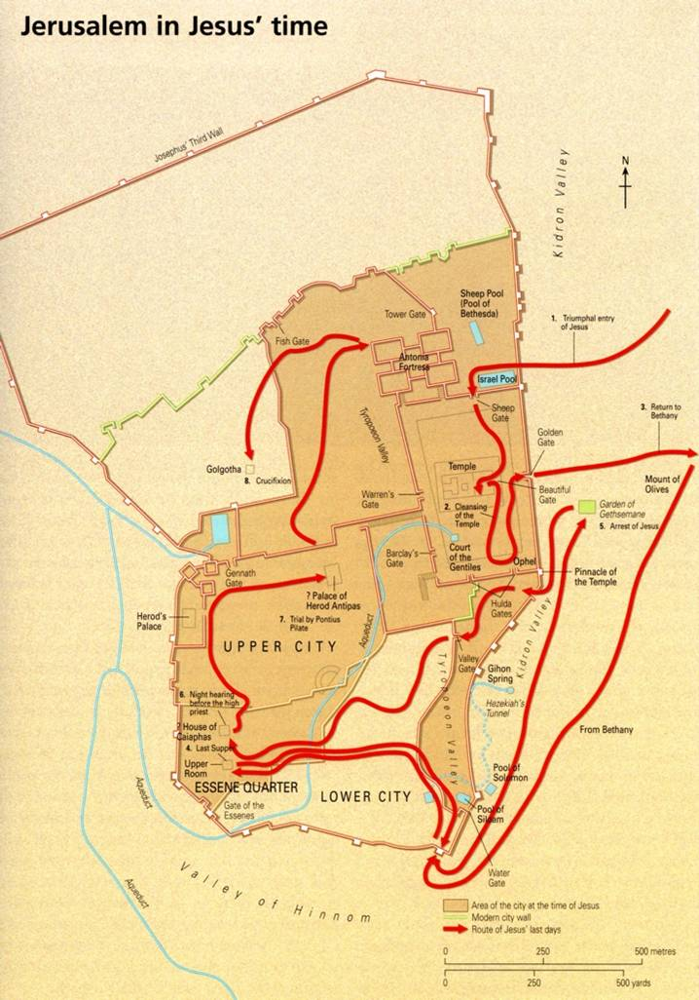 Jerusalem in Jesus' time
Josephus' Third Wall
Kidron Valley
N
Sheep Pool
(Pool of
Bethesda)
Tower Gate
1. Triumphal entry
of Jesus
Fish Gate
Antonia
Fortress
Israel Pool
Sheep
Gate
3. Return to
Bethany
Tyropoeon Valley
Golden
Gate
Golgotha
8. Crucifixion
Temple
Mount of
Olives
Warren's
Gate
Beautiful
Gate
2. Cleansing
of the
Temple
Garden of
Gethsemane
5. Arrest of Jesus
Barclay's
Gate
Court
of the
Gentiles
Ophel
Gennath
Gate
Pinnacle of
the Temple
? Palace of
Herod Antipas
7. Trial by Pontius
Pilate
Hulda
Gates
Herod's
Palace
UPPER CITY
Aqueduct
Kidron Valley
Valley
Gate
Tyropoeon Valley
Gihon
Spring
Hezekiah's
Tunnel
6. Night hearing
before the high
priest
? House of
Caiaphas
From Bethany
4. Last Supper
Upper
Room
Pool of
Solomon
ESSENE QUARTER
LOWER CITY
Aqueduct
Gate of the
Essenes
Pool of
Siloam
Water
Gate
Valley of Hinnom
Aqueduct
Area of the city at the time of Jesus
Modern city wall
Route of Jesus' last days
0 250 500 metres
0 250 500 yards